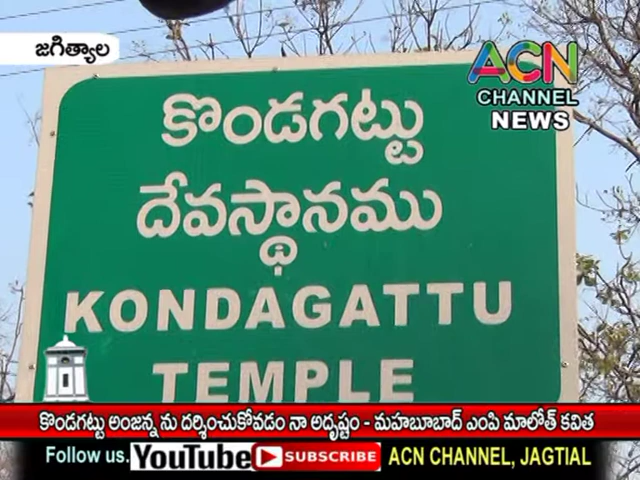 జగిత్యాల
ACN
CHANNEL
NEWS
కొండగట్టు
దేవస్థానము
KONDAGATTU
TEMPLE
కొండగట్టు అంజన్న ను దర్శించుకోవడం నా అదృష్టం - మహబూబాద్ ఎంపి మాలోత్ కవిత
Follow us. YouTube SUBSCRIBE ACN CHANNEL, JAGTIAL